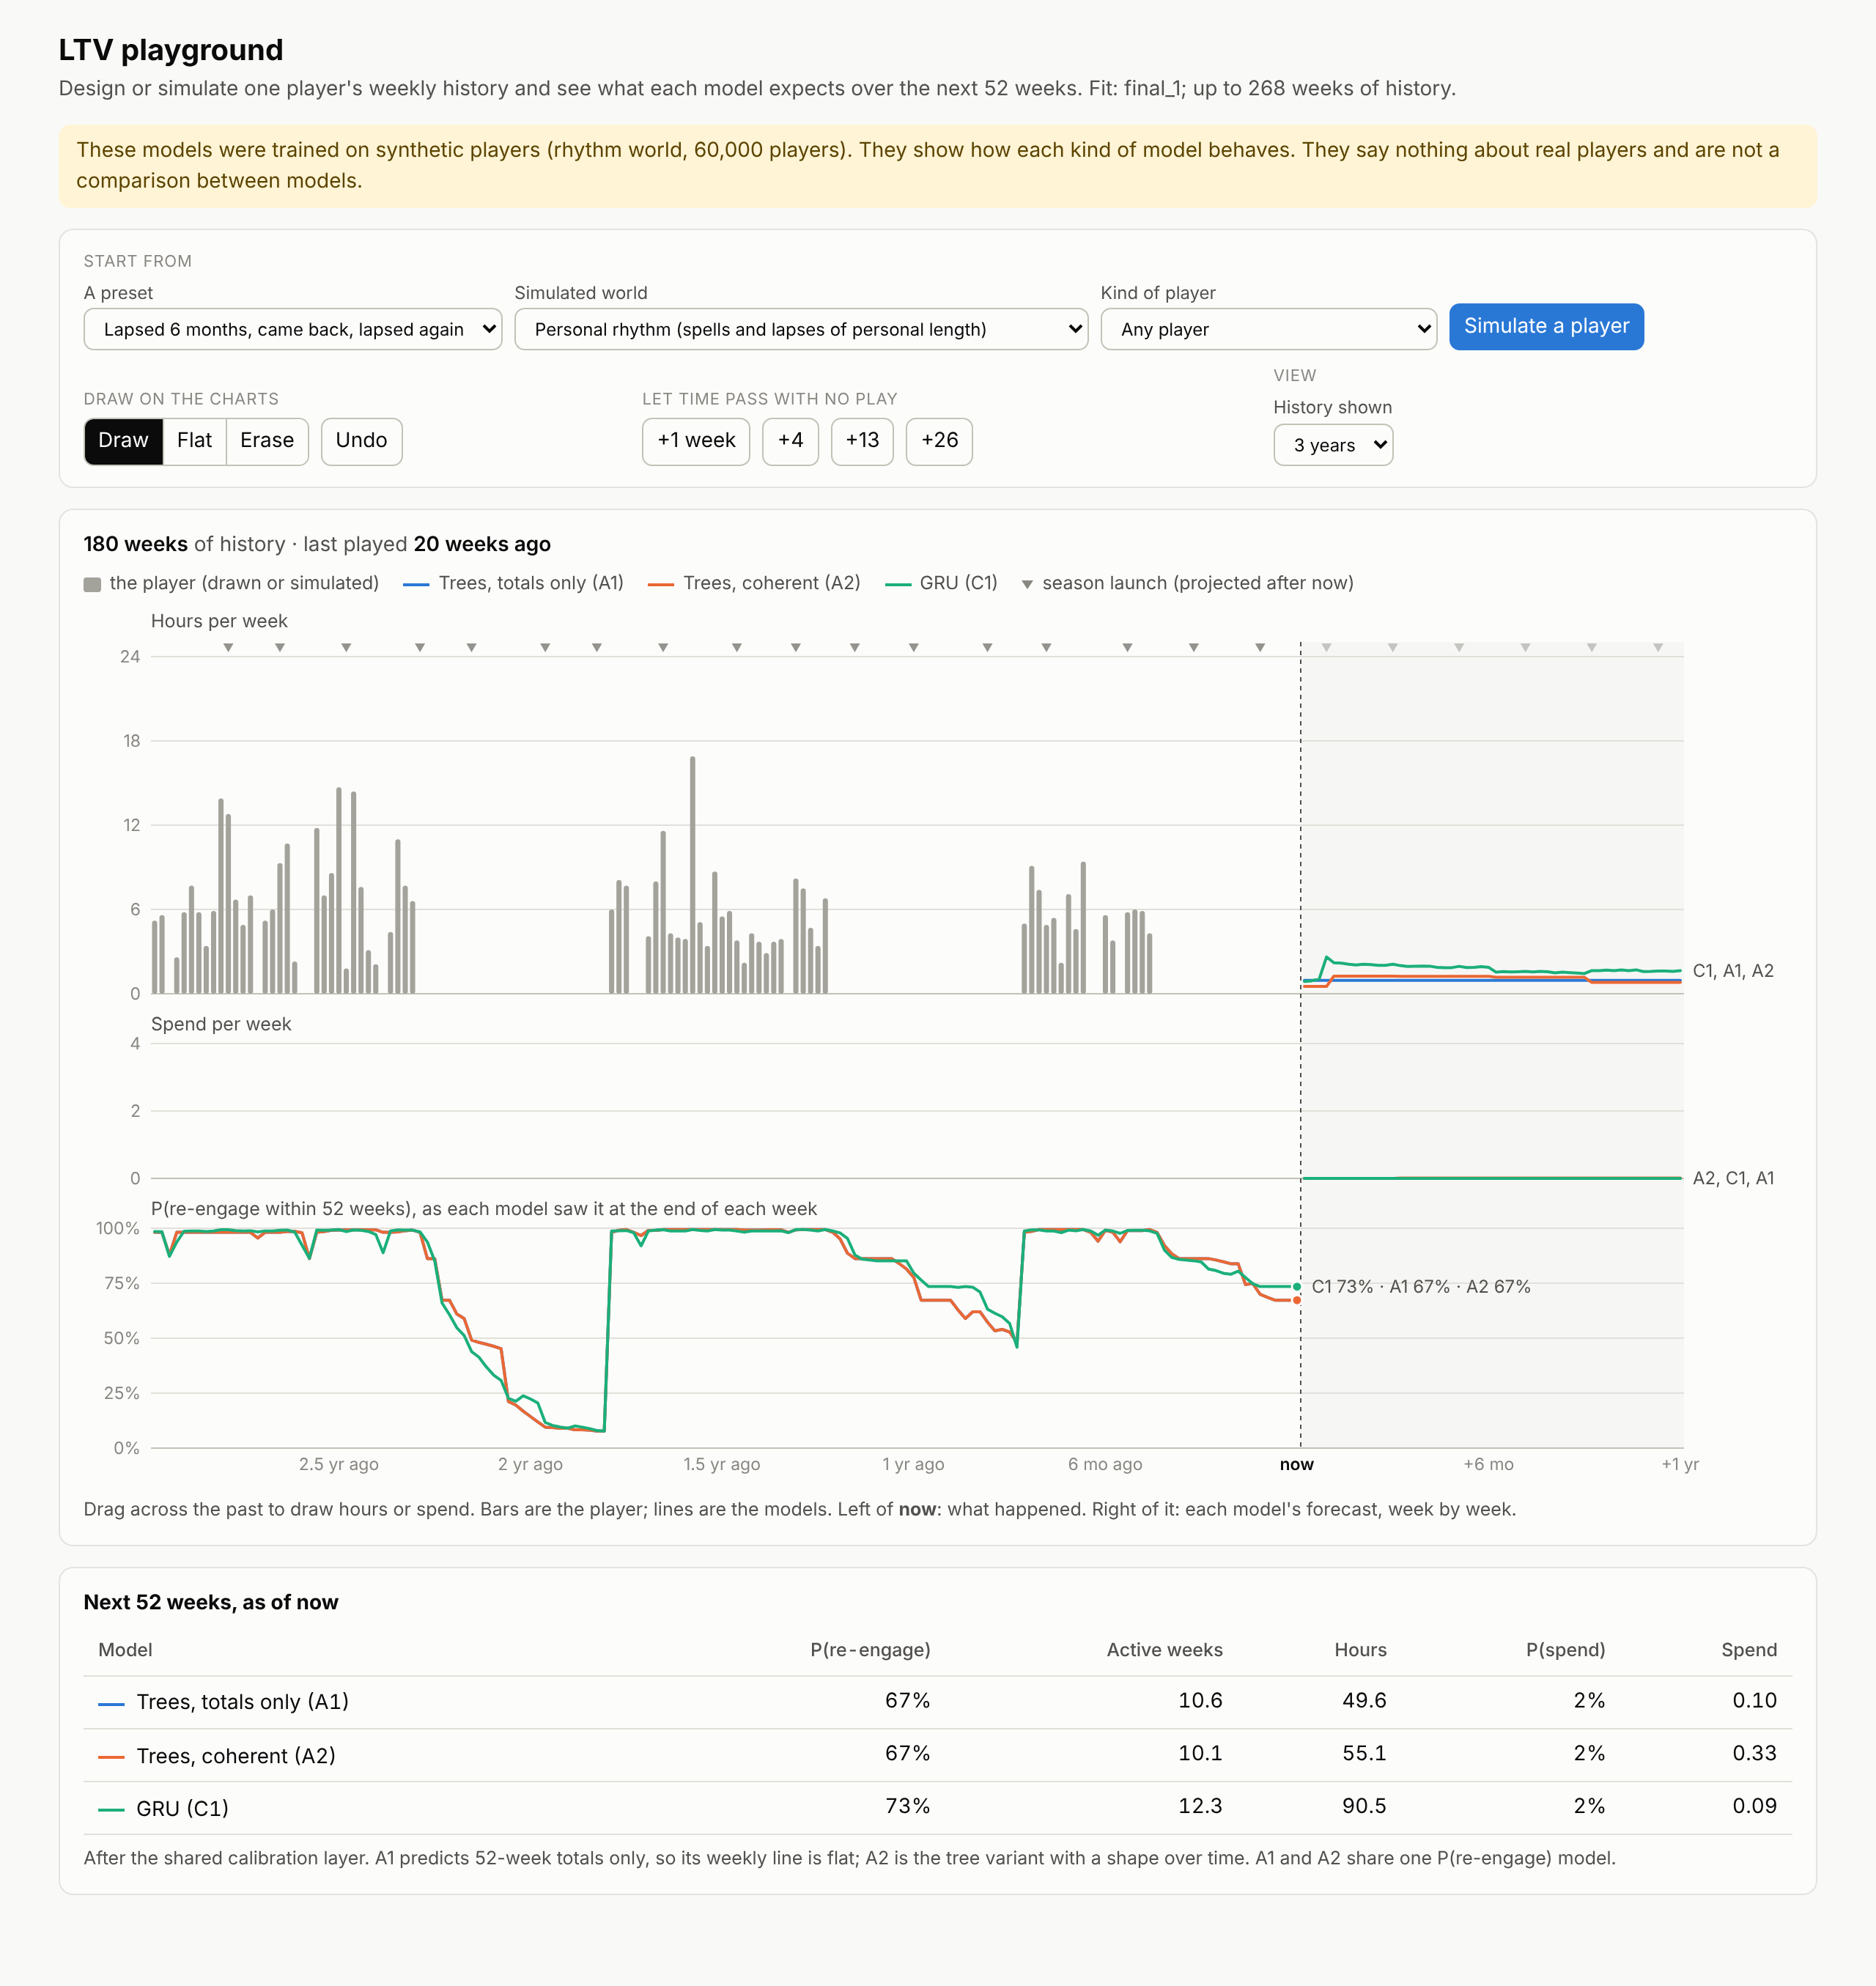 LTV playground
Design or simulate one player's weekly history and see what each model expects over the next 52 weeks. Fit: final_1; up to 268 weeks of history.
These models were trained on synthetic players (rhythm world, 60,000 players). They show how each kind of model behaves. They say nothing about real players and are not a
comparison between models.
START FROM
A preset
Simulated world
Kind of player
Lapsed 6 months, came back, lapsed again
Personal rhythm (spells and lapses of personal length)
Any player
Simulate a player
DRAW ON THE CHARTS
LET TIME PASS WITH NO PLAY
VIEW
History shown
Draw
Flat
Erase
Undo
+1 week
+4
+13
+26
3 years
180 weeks of history · last played 20 weeks ago
the player (drawn or simulated)
Trees, totals only (A1)
Trees, coherent (A2)
GRU (C1)
season launch (projected after now)
Hours per week
24
18
12
6
0
C1, A1, A2
Spend per week
4
2
0
A2, C1, A1
P(re-engage within 52 weeks), as each model saw it at the end of each week
100%
75%
50%
25%
0%
C1 73% · A1 67% · A2 67%
2.5 yr ago
2 yr ago
1.5 yr ago
1 yr ago
6 mo ago
now
+6 mo
+1 yr
Drag across the past to draw hours or spend. Bars are the player; lines are the models. Left of now: what happened. Right of it: each model's forecast, week by week.
Next 52 weeks, as of now
Model P(re-engage) Active weeks Hours P(spend) Spend
Trees, totals only (A1) 67% 10.6 49.6 2% 0.10
Trees, coherent (A2) 67% 10.1 55.1 2% 0.33
GRU (C1) 73% 12.3 90.5 2% 0.09
After the shared calibration layer. A1 predicts 52-week totals only, so its weekly line is flat; A2 is the tree variant with a shape over time. A1 and A2 share one P(re-engage) model.